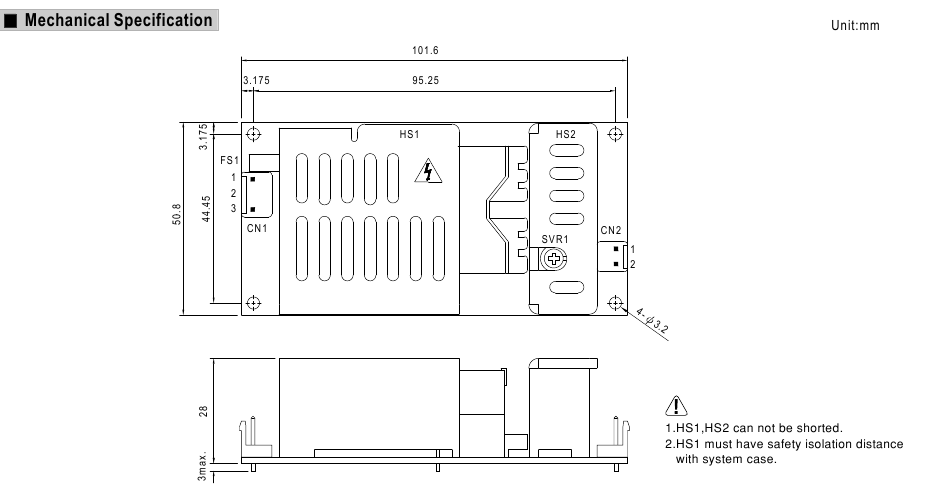 Mechanical Specification
Unit:mm
101.6
3.175
95.25
3.175
HS1
HS2
FS1
1
2
3
CN1
50.8
44.45
SVR1
CN2
1
2
4-φ3.2
28
3max.
1.HS1,HS2 can not be shorted.
2.HS1 must have safety isolation distance
with system case.